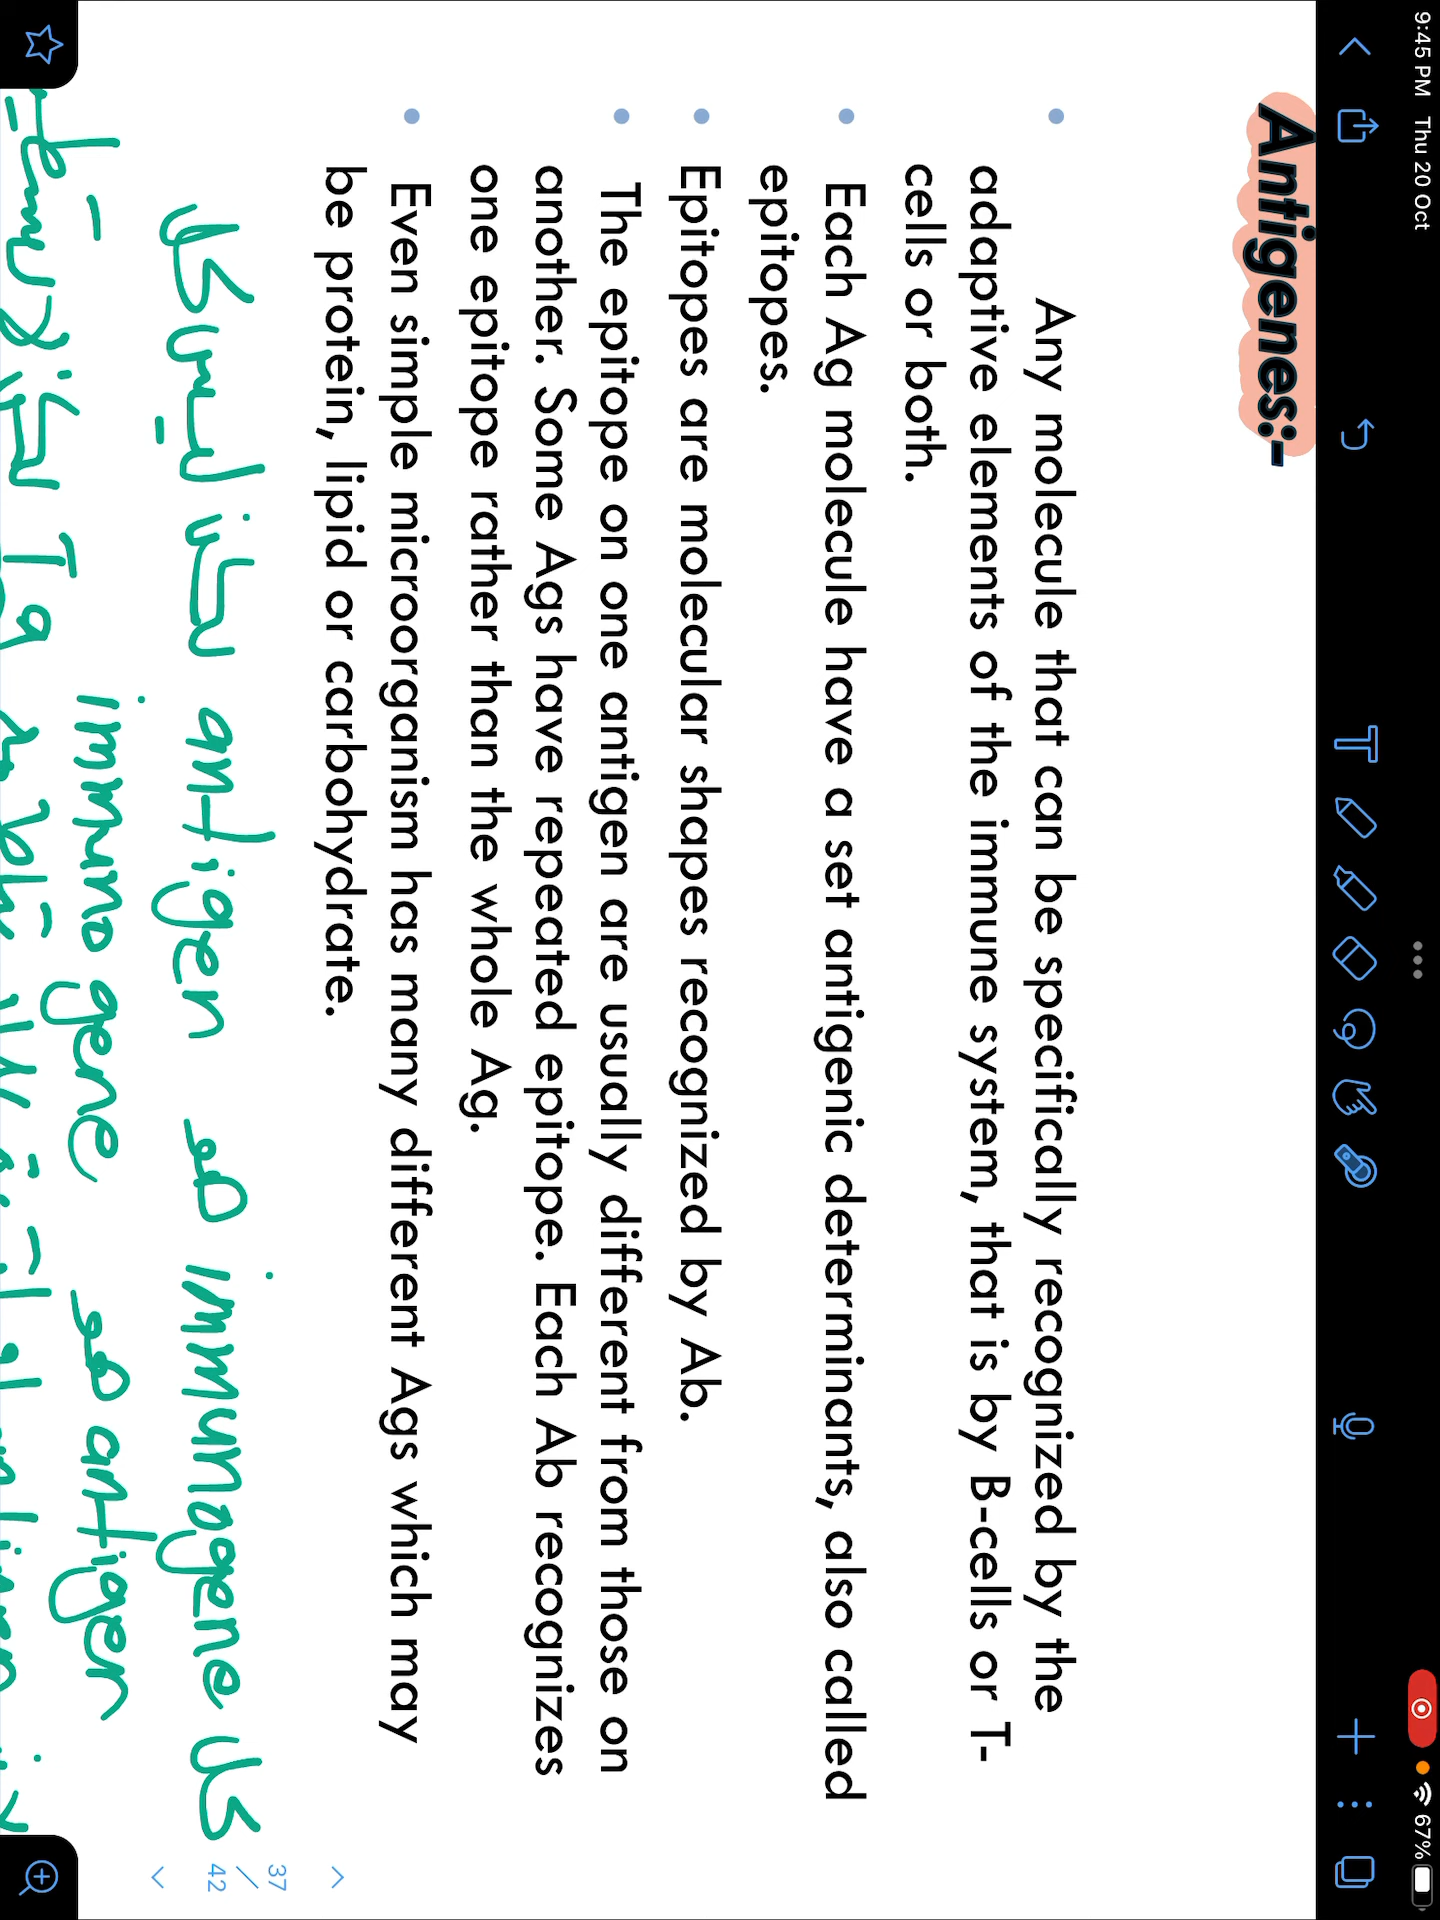 9:45 PM Thu 20 Oct
67%
Antigenes:-
Any molecule that can be specifically recognized by the
adaptive elements of the immune system, that is by B-cells or T-
cells or both.
Each Ag molecule have a set antigenic determinants, also called
epitopes.
Epitopes are molecular shapes recognized by Ab.
The epitope on one antigen are usually different from those on
another. Some Ags have repeated epitope. Each Ab recognizes
one epitope rather than the whole Ag.
Even simple microorganism has many different Ags which may
be protein, lipid or carbohydrate.
37 / 42
كل immunogene هو antigen
antigen هو immuno gene